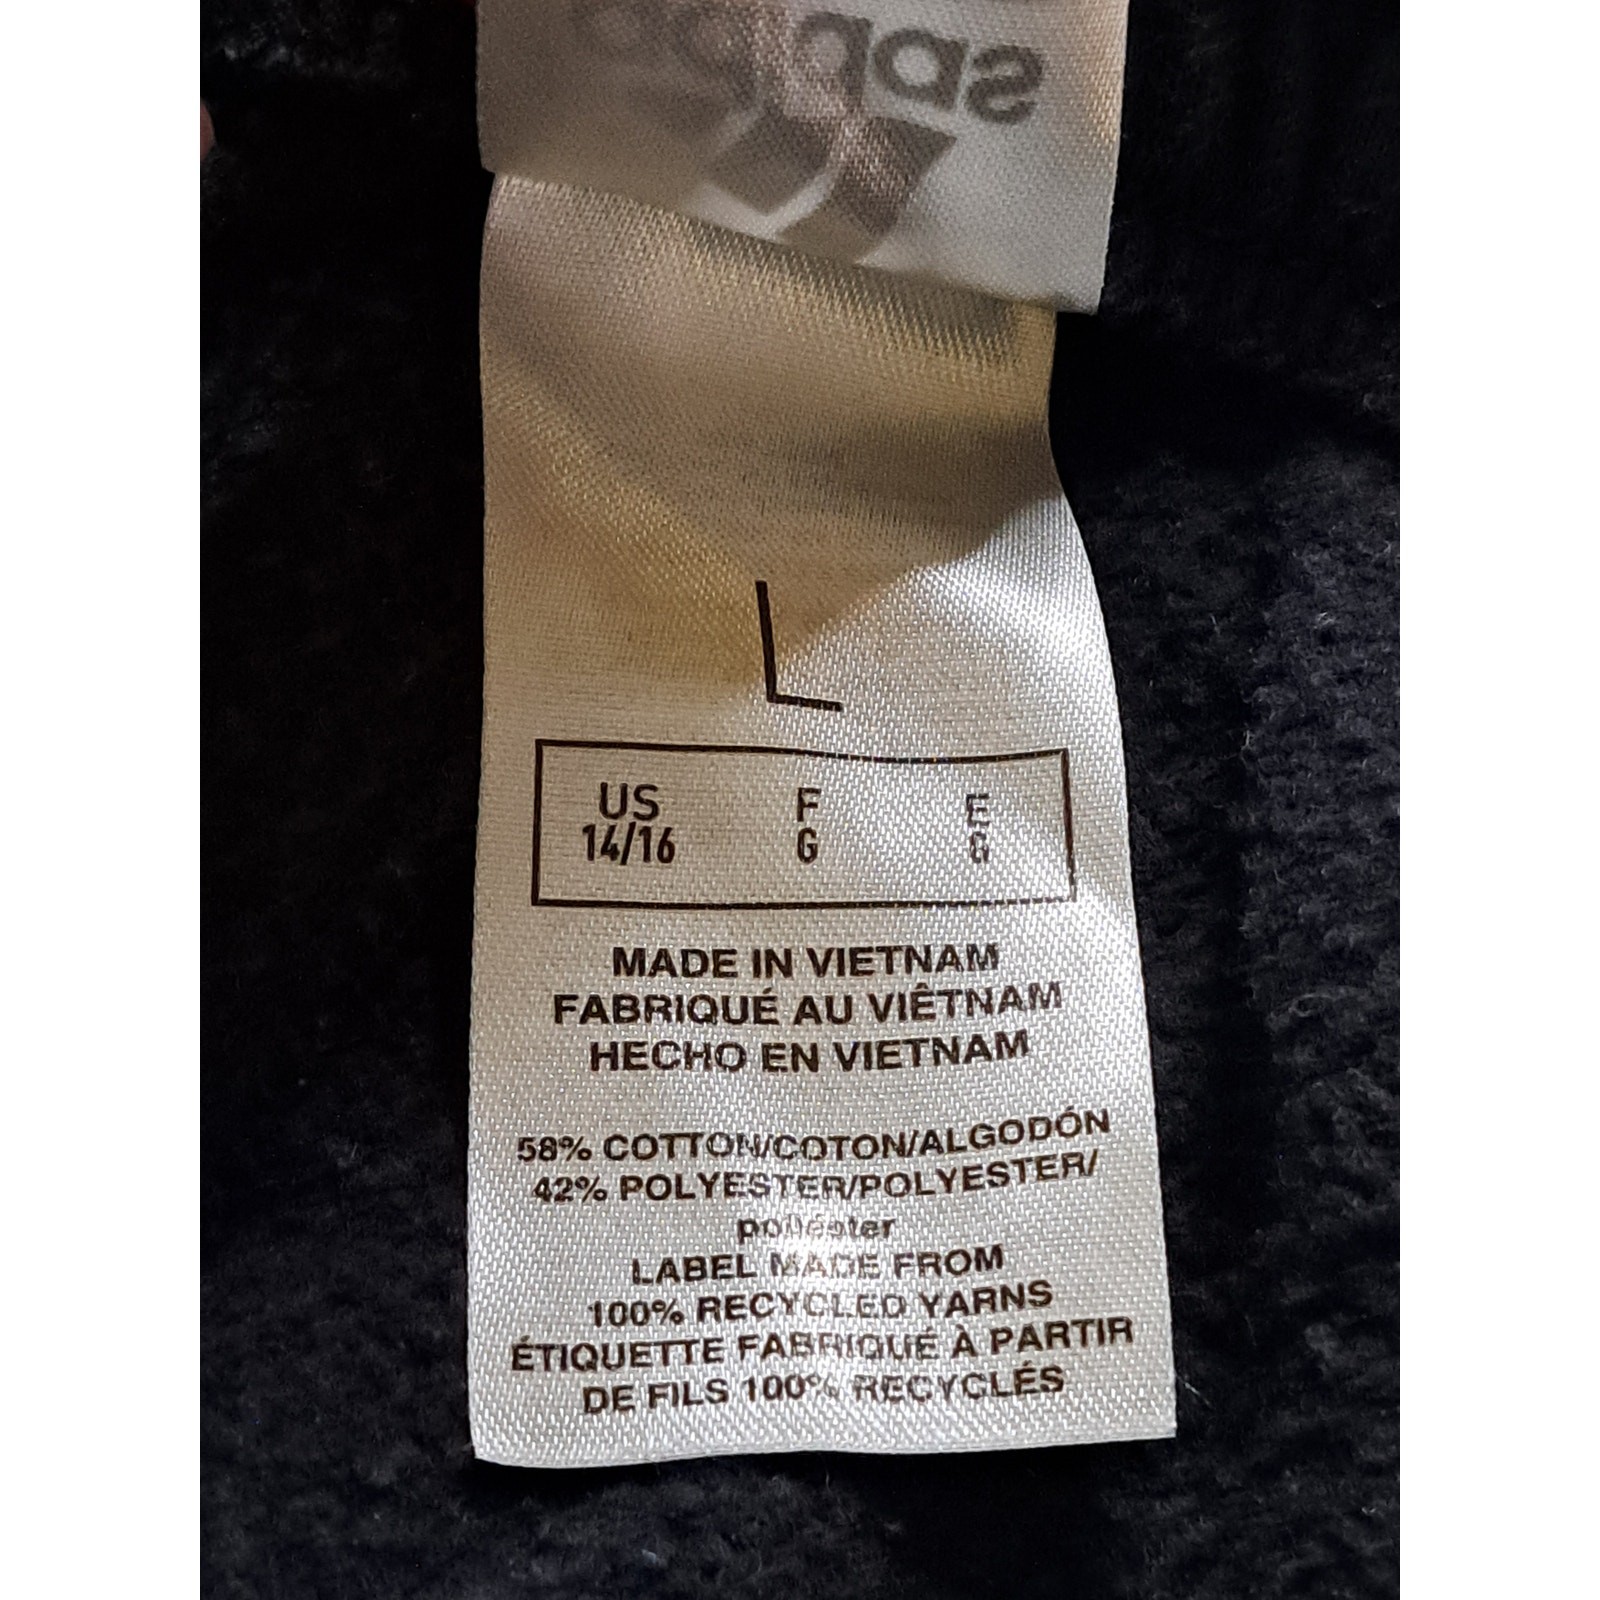 L
US F E
14/16 G G
MADE IN VIETNAM
FABRIQUÉ AU VIÊTNAM
HECHO EN VIETNAM
58% COTTON/COTON/ALGODÓN
42% POLYESTER/POLYESTER/
poliéster
LABEL MADE FROM
100% RECYCLED YARNS
ÉTIQUETTE FABRIQUÉ À PARTIR
DE FILS 100% RECYCLÉS